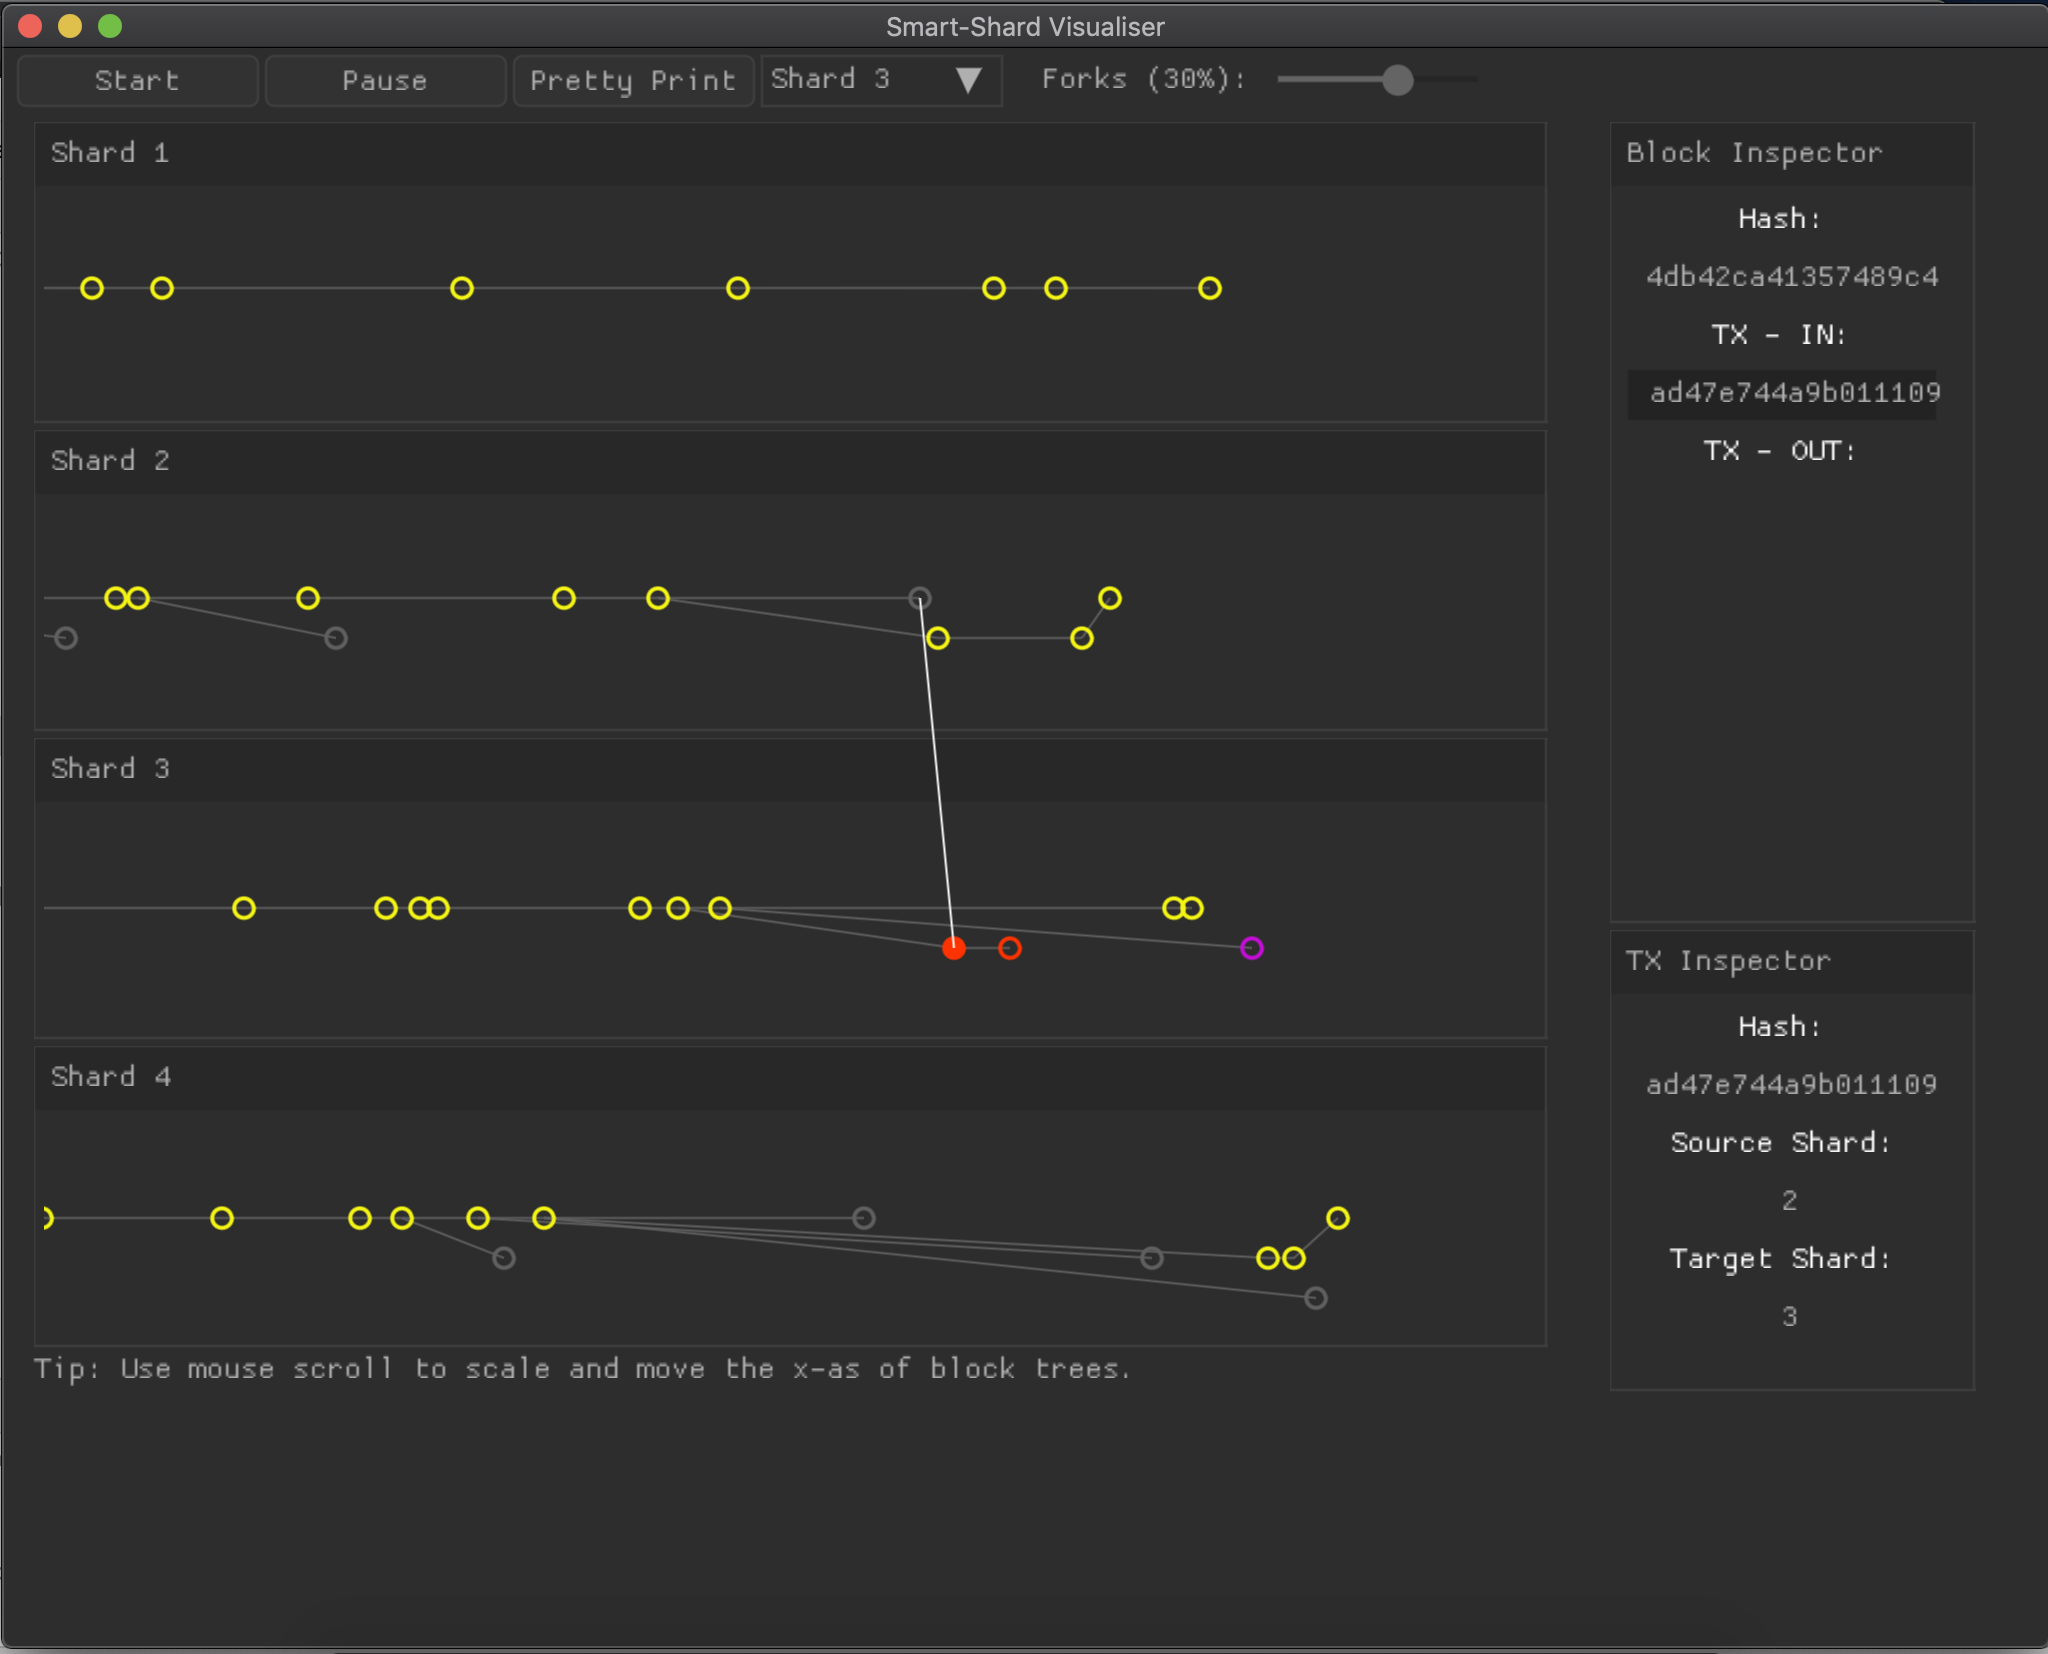 Smart-Shard Visualiser
Start
Pause
Pretty Print
Shard 3
Forks (30%):
Shard 1
Shard 2
Shard 3
Shard 4
Tip: Use mouse scroll to scale and move the x-as of block trees.
Block Inspector
Hash:
4db42ca41357489c4
TX - IN:
ad47e744a9b011109
TX - OUT:
TX Inspector
Hash:
ad47e744a9b011109
Source Shard:
2
Target Shard:
3